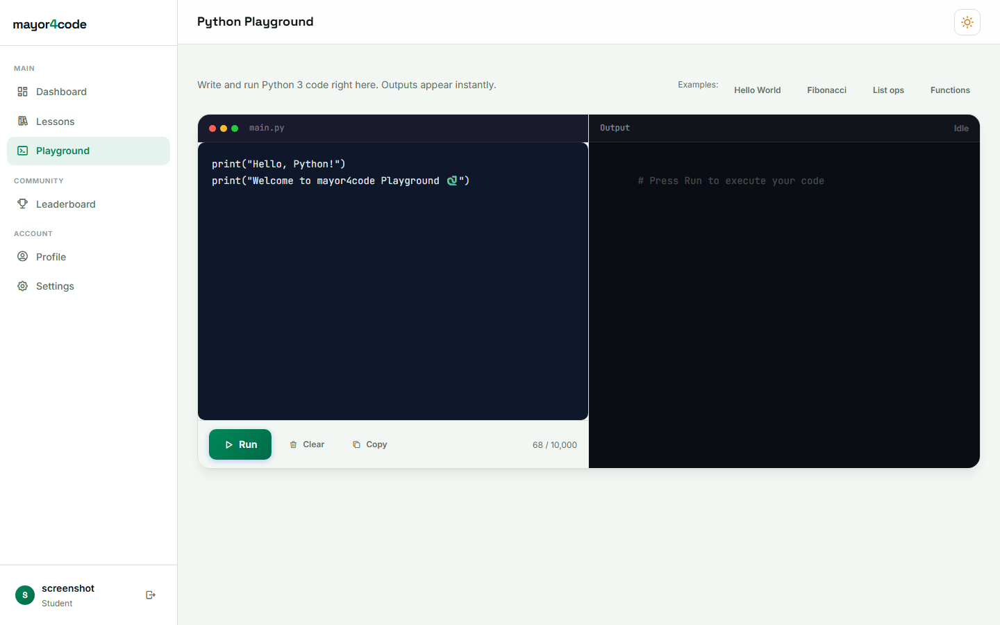 mayor4code
MAIN
Dashboard
Lessons
Playground
COMMUNITY
Leaderboard
ACCOUNT
Profile
Settings
S
screenshot
Student
Python Playground
Write and run Python 3 code right here. Outputs appear instantly.
Examples: Hello World Fibonacci List ops Functions
main.py
print("Hello, Python!")
print("Welcome to mayor4code Playground 🐍")
Run Clear Copy 68 / 10,000
Output Idle
# Press Run to execute your code